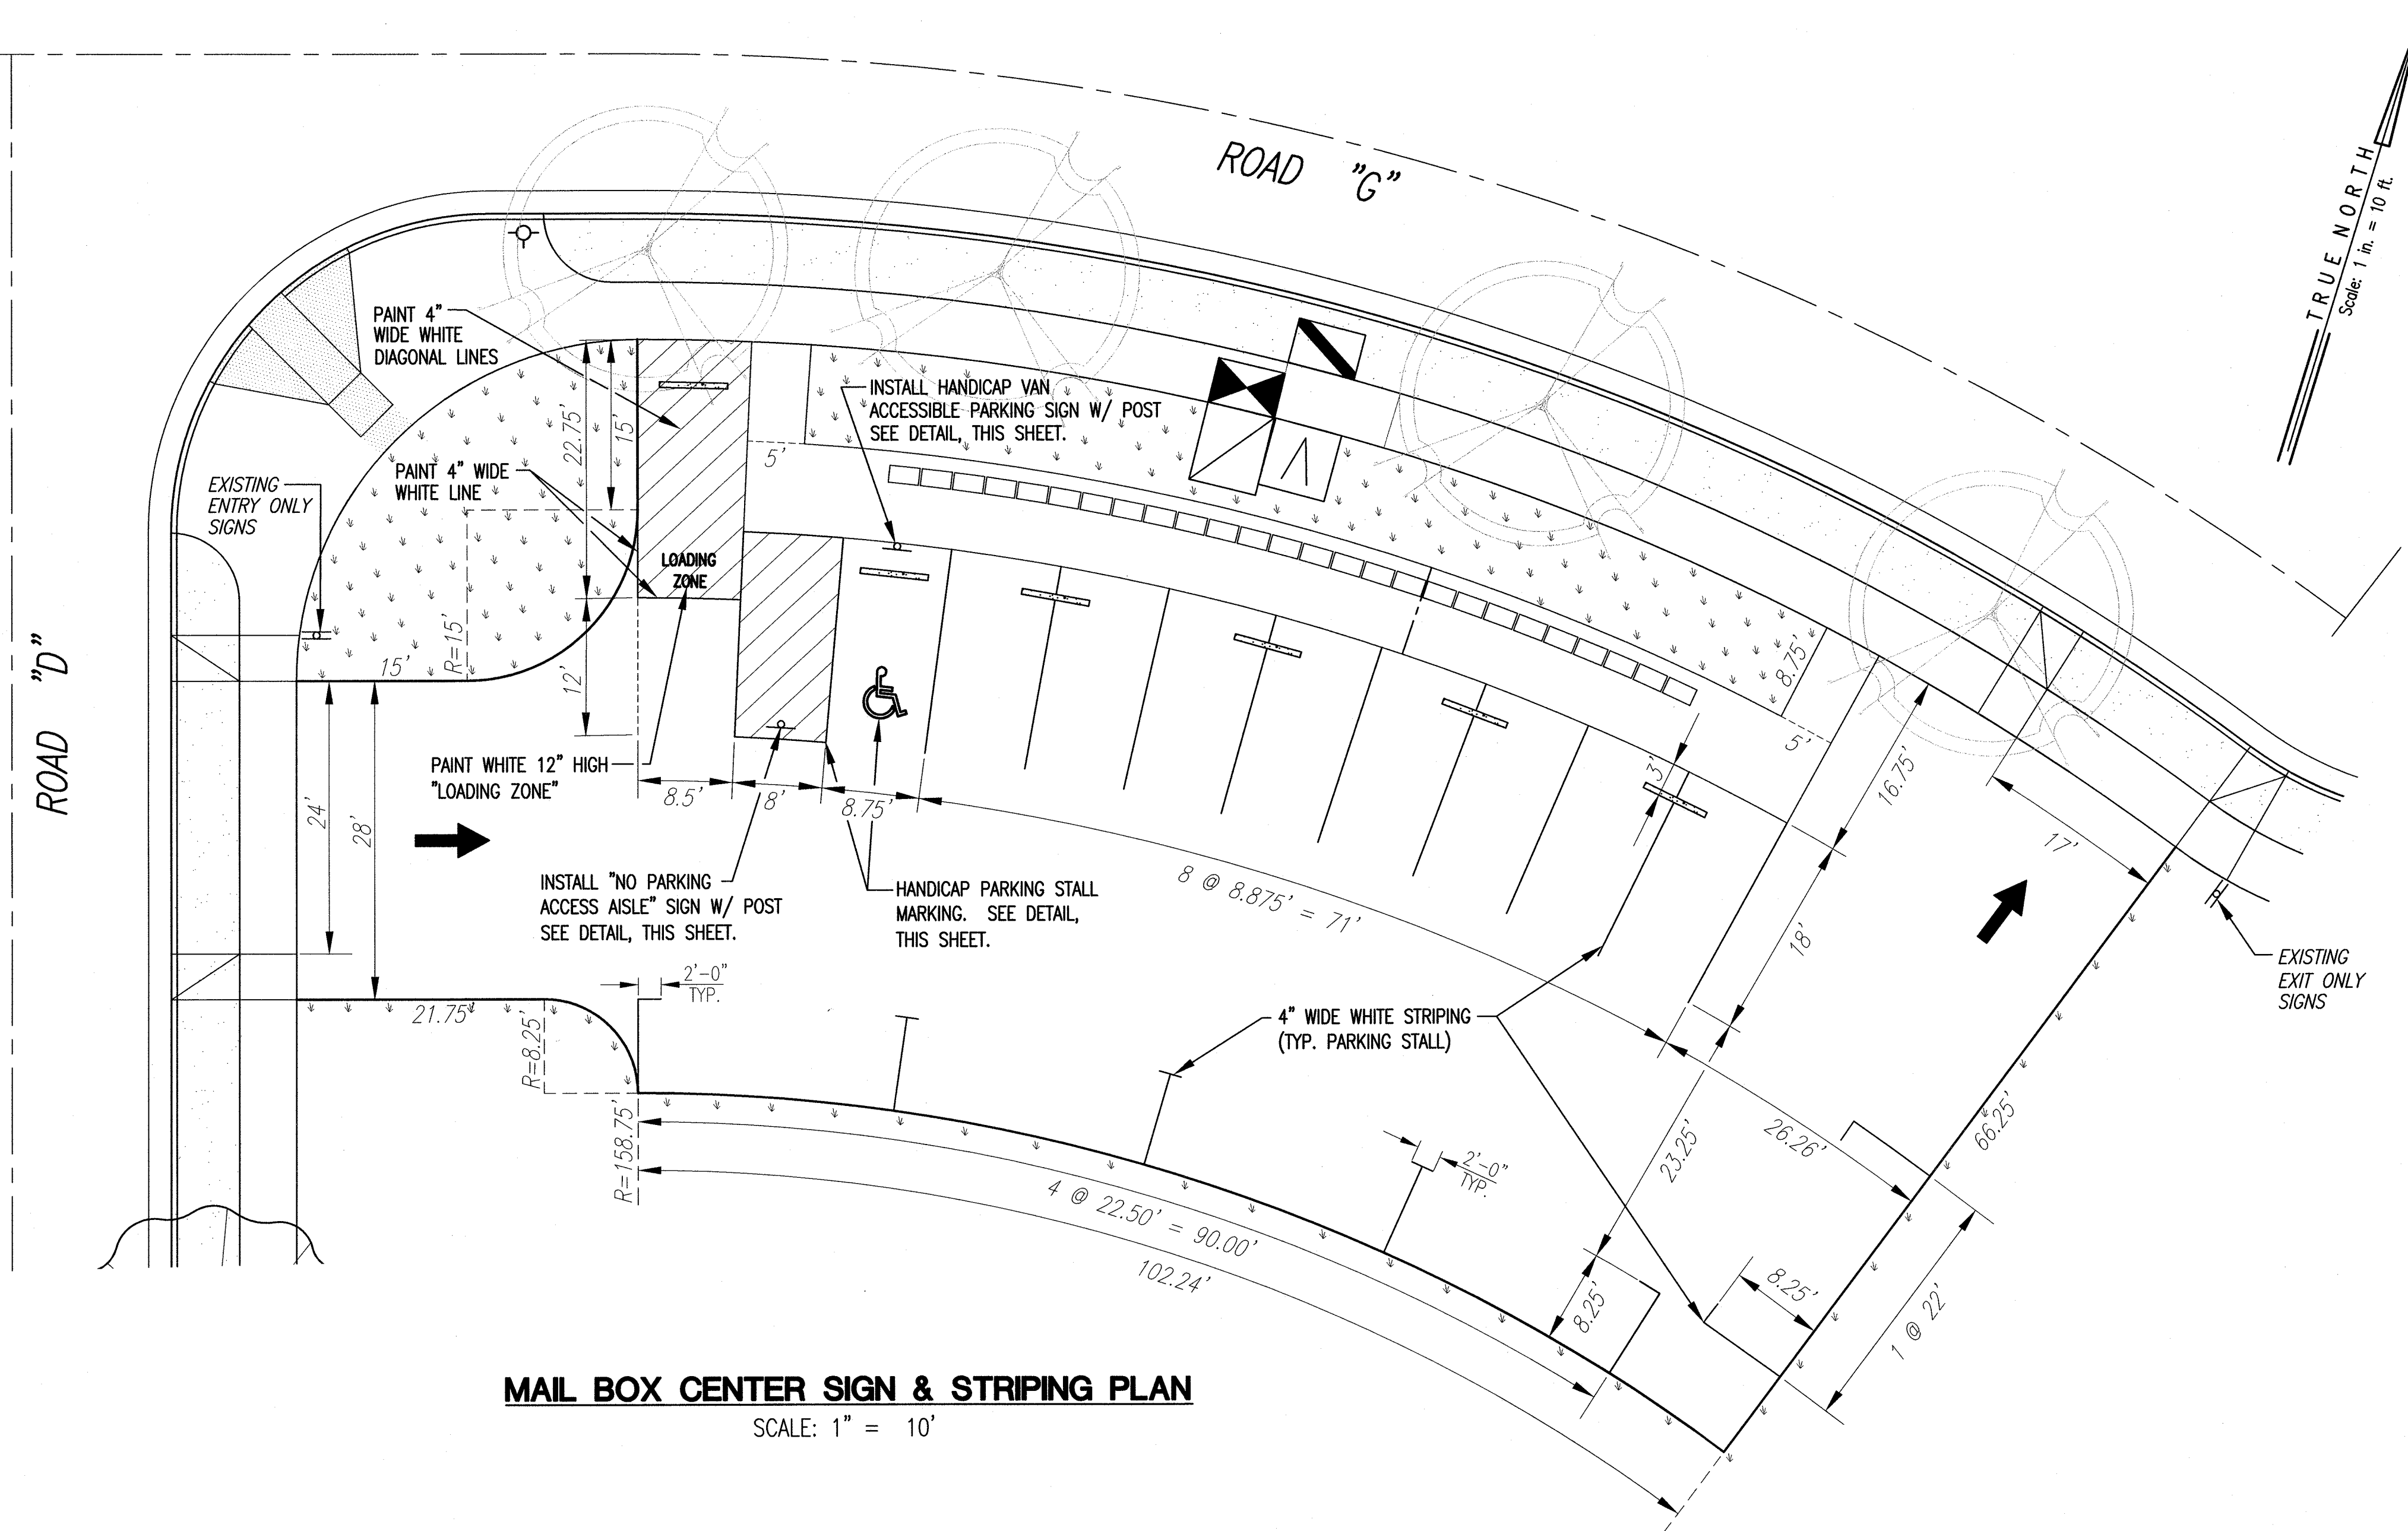 ROAD "G"
TRUE NORTH
Scale: 1 in. = 10 ft.
PAINT 4"
WIDE WHITE
DIAGONAL LINES
22.75'
15'
INSTALL HANDICAP VAN
ACCESSIBLE PARKING SIGN W/ POST
SEE DETAIL, THIS SHEET.
5'
PAINT 4" WIDE
WHITE LINE
EXISTING
ENTRY ONLY
SIGNS
LOADING
ZONE
R=15'
15'
12'
ROAD "D"
8.75'
5'
16.75'
3'
17'
PAINT WHITE 12" HIGH
"LOADING ZONE"
8.5'
8'
8.75'
24'
28'
8 @ 8.875' = 71'
18'
INSTALL "NO PARKING
ACCESS AISLE" SIGN W/ POST
SEE DETAIL, THIS SHEET.
HANDICAP PARKING STALL
MARKING. SEE DETAIL,
THIS SHEET.
EXISTING
EXIT ONLY
SIGNS
2'-0"
TYP.
21.75'
R=8.25'
4" WIDE WHITE STRIPING
(TYP. PARKING STALL)
R=158.75'
23.25'
26.26'
66.25'
2'-0"
TYP.
4 @ 22.50' = 90.00'
102.24'
8.25'
8.25'
1 @ 22'
MAIL BOX CENTER SIGN & STRIPING PLAN
SCALE: 1" = 10'